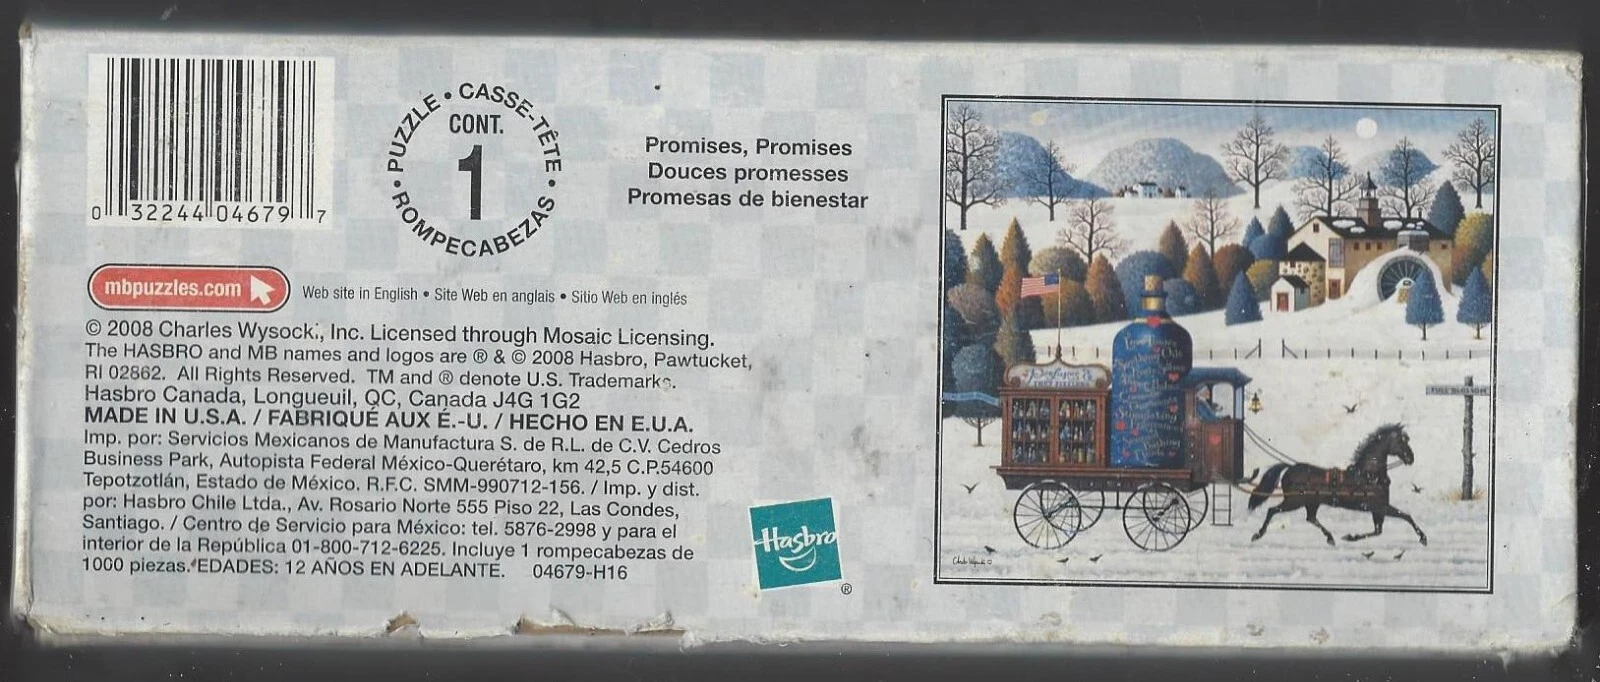 0 32244 04679 7
PUZZLE • CASSE-TÊTE • ROMPECABEZAS •
CONT.
1
Promises, Promises
Douces promesses
Promesas de bienestar
mbpuzzles.com
Web site in English • Site Web en anglais • Sitio Web en inglés
© 2008 Charles Wysocki, Inc. Licensed through Mosaic Licensing.
The HASBRO and MB names and logos are ® & © 2008 Hasbro, Pawtucket,
RI 02862. All Rights Reserved. TM and ® denote U.S. Trademarks.
Hasbro Canada, Longueuil, QC, Canada J4G 1G2
MADE IN U.S.A. / FABRIQUÉ AUX É.-U. / HECHO EN E.U.A.
Imp. por: Servicios Mexicanos de Manufactura S. de R.L. de C.V. Cedros
Business Park, Autopista Federal México-Querétaro, km 42,5 C.P.54600
Tepotzotlán, Estado de México. R.F.C. SMM-990712-156. / Imp. y dist.
por: Hasbro Chile Ltda., Av. Rosario Norte 555 Piso 22, Las Condes,
Santiago. / Centro de Servicio para México: tel. 5876-2998 y para el
interior de la República 01-800-712-6225. Incluye 1 rompecabezas de
1000 piezas. EDADES: 12 AÑOS EN ADELANTE. 04679-H16
Hasbro
®
Oils
Stimulating
Bathing
FULL BLOSSOM
Charles Wysocki ©